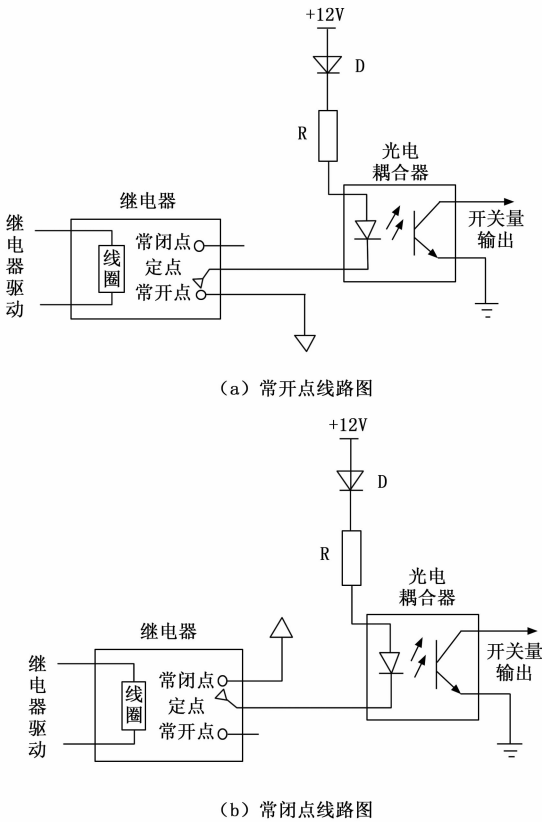 +12V
D
R
光电
耦合器
继电器
继电器驱动
线圈
常闭点
定点
常开点
开关量
输出
（a）常开点线路图
+12V
D
R
光电
耦合器
继电器
继电器驱动
线圈
常闭点
定点
常开点
开关量
输出
（b）常闭点线路图